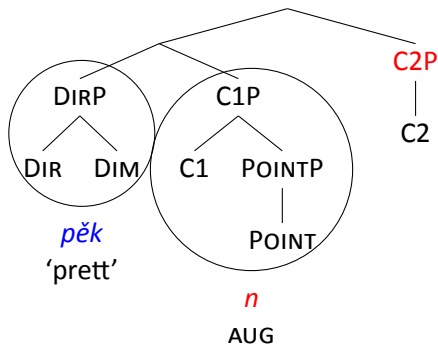 C2P
DIRP C1P
C2
DIR DIM C1 POINTP
pěk
POINT
‘prett’
n
AUG